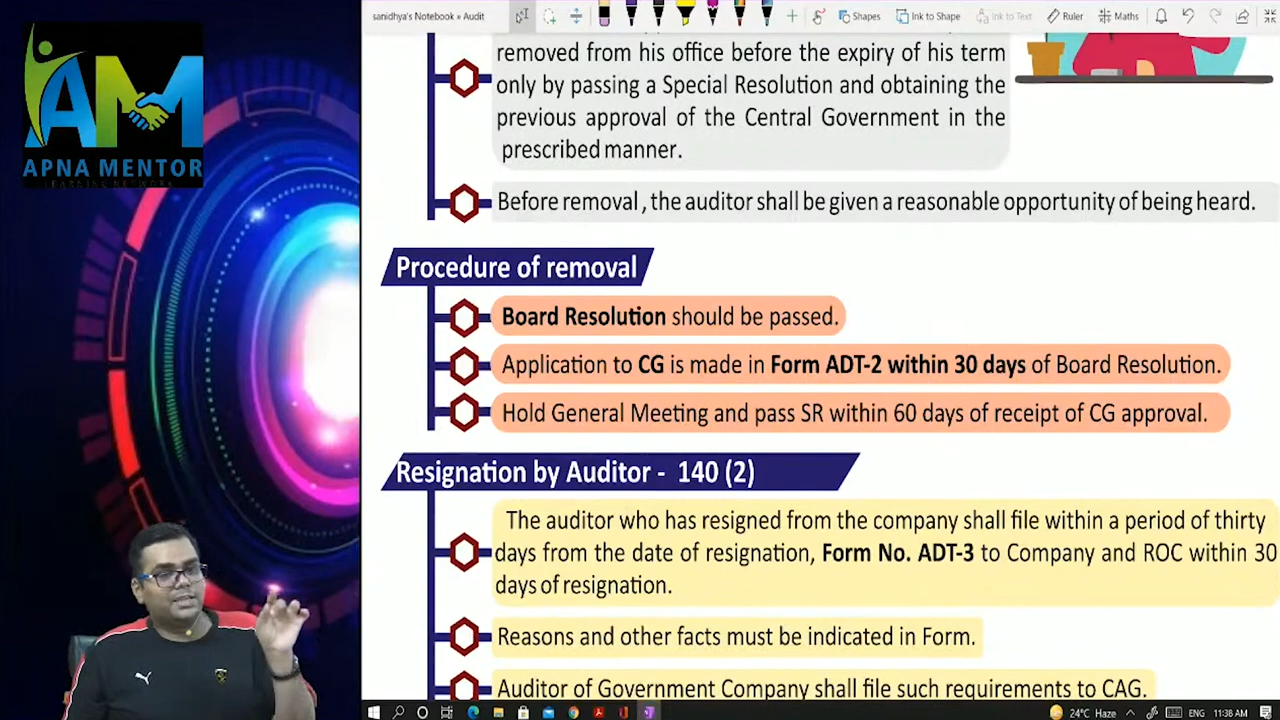 sanidhya's Notebook » Audit
Shapes
Ink to Shape
Ink to Text
Ruler
Maths
AM
APNA MENTOR
LEARNING NETWORK
removed from his office before the expiry of his term
only by passing a Special Resolution and obtaining the
previous approval of the Central Government in the
prescribed manner.
Before removal, the auditor shall be given a reasonable opportunity of being heard.
Procedure of removal
Board Resolution should be passed.
Application to CG is made in Form ADT-2 within 30 days of Board Resolution.
Hold General Meeting and pass SR within 60 days of receipt of CG approval.
Resignation by Auditor - 140 (2)
The auditor who has resigned from the company shall file within a period of thirty
days from the date of resignation, Form No. ADT-3 to Company and ROC within 30
days of resignation.
Reasons and other facts must be indicated in Form.
Auditor of Government Company shall file such requirements to CAG.
24°C Haze
ENG
11:38 AM